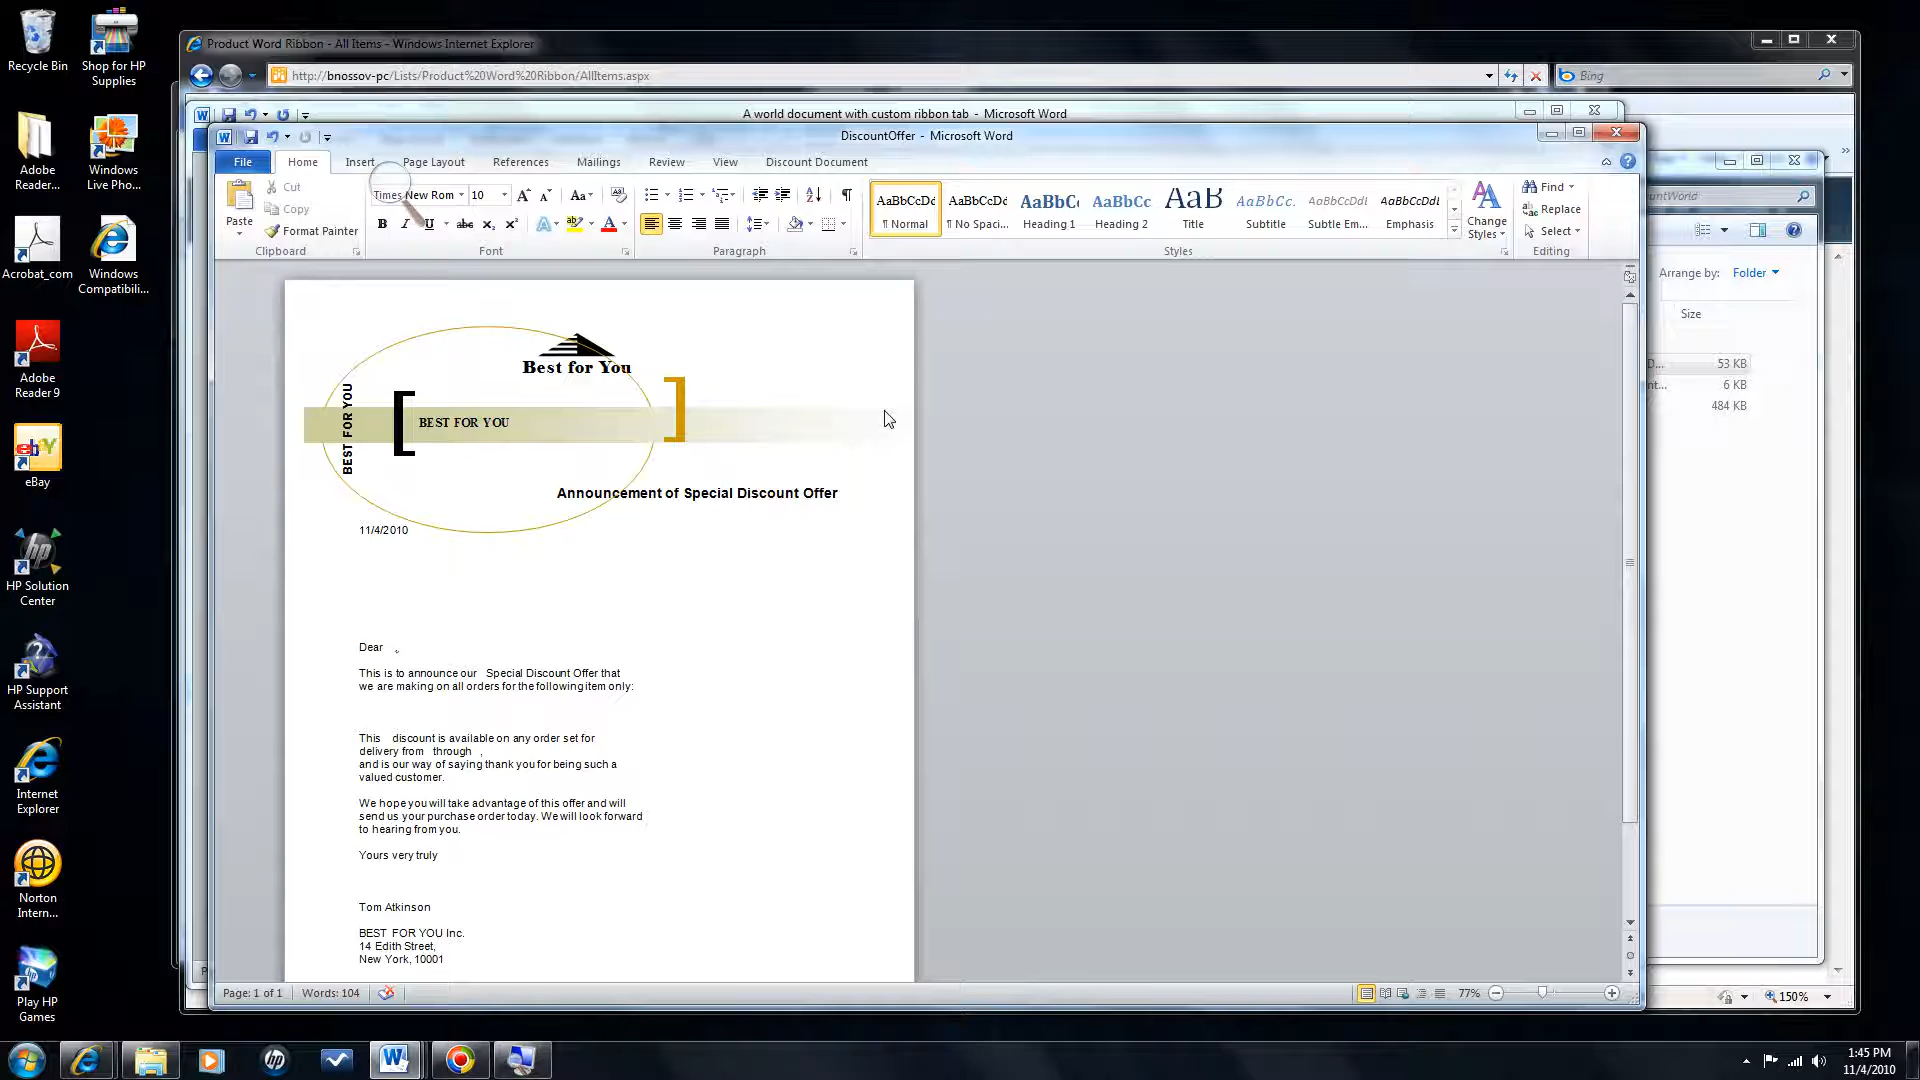 Recycle Bin
Shop for HP Supplies
Adobe Reader...
Windows Live Pho...
Acrobat_com
Windows Compatibili...
Adobe Reader 9
eBay
HP Solution Center
HP Support Assistant
Internet Explorer
Norton Intern...
Play HP Games
Product Word Ribbon - All Items - Windows Internet Explorer
http://bnossov-pc/Lists/Product%20Word%20Ribbon/AllItems.aspx
Bing
A world document with custom ribbon tab - Microsoft Word
DiscountOffer - Microsoft Word
File Home Insert Page Layout References Mailings Review View Discount Document
Paste
Cut
Copy
Format Painter
Clipboard
Times New Rom 10
Font
Paragraph
AaBbCcDd AaBbCcDd AaBbC AaBbCc AaB AaBbCc. AaBbCcDd AaBbCcDd
¶ Normal ¶ No Spaci... Heading 1 Heading 2 Title Subtitle Subtle Em... Emphasis
Styles
Change Styles
Find
Replace
Select
Editing
Arrange by: Folder
Size
D... 53 KB
nt... 6 KB
484 KB
Best for You
BEST FOR YOU
BEST FOR YOU
Announcement of Special Discount Offer
11/4/2010
Dear ,
This is to announce our Special Discount Offer that
we are making on all orders for the following item only:
This discount is available on any order set for
delivery from through ,
and is our way of saying thank you for being such a
valued customer.
We hope you will take advantage of this offer and will
send us your purchase order today. We will look forward
to hearing from you.
Yours very truly
Tom Atkinson
BEST FOR YOU Inc.
14 Edith Street,
New York, 10001
Page: 1 of 1 Words: 104
77%
150%
1:45 PM
11/4/2010